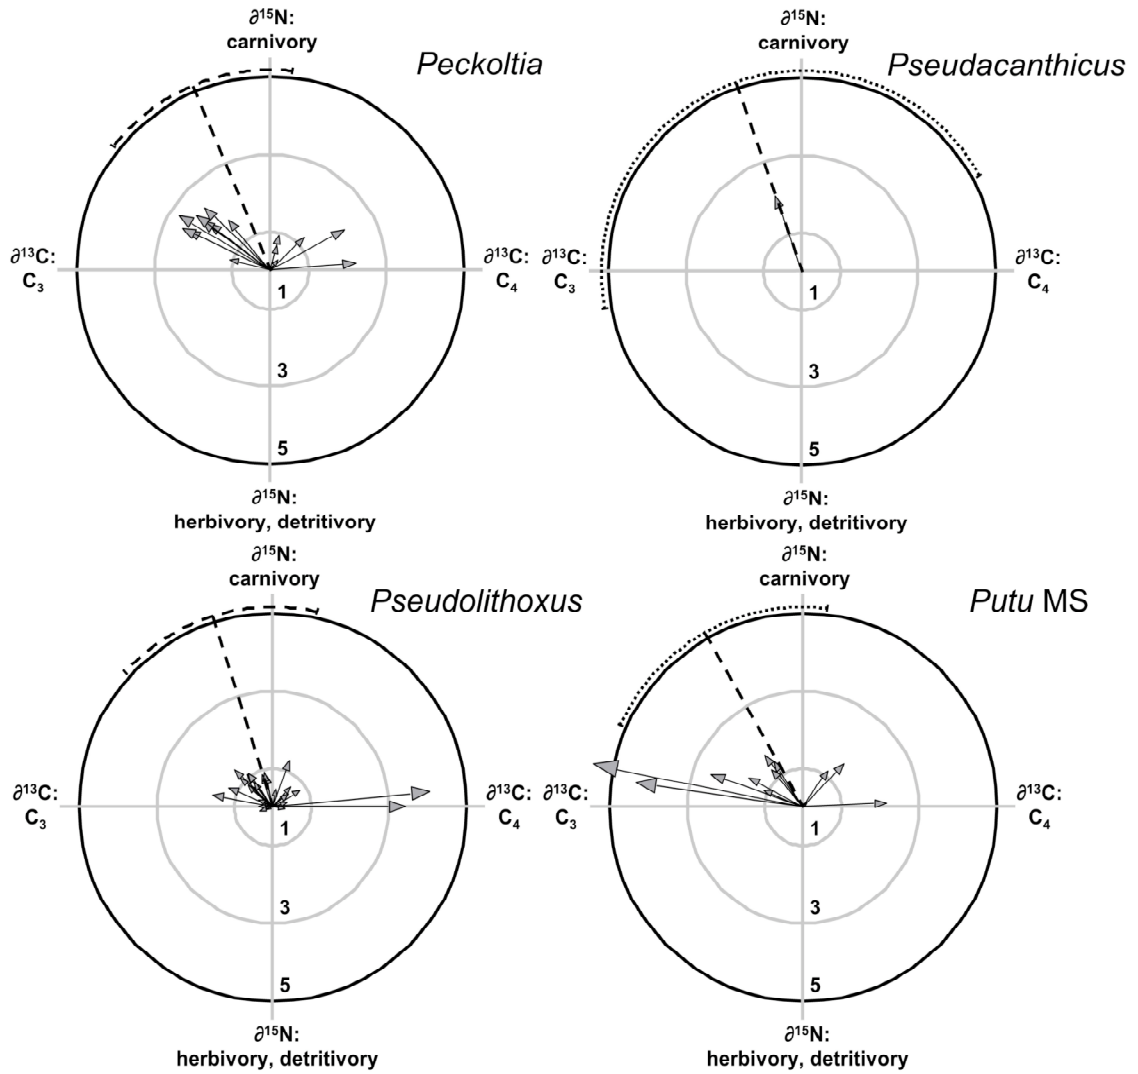 ∂¹⁵N:
carnivory
Peckoltia
∂¹³C:
C₃
∂¹³C:
C₄
1
3
5
∂¹⁵N:
herbivory, detritivory
∂¹⁵N:
carnivory
Pseudacanthicus
∂¹³C:
C₃
∂¹³C:
C₄
1
3
5
∂¹⁵N:
herbivory, detritivory
∂¹⁵N:
carnivory
Pseudolithoxus
∂¹³C:
C₃
∂¹³C:
C₄
1
3
5
∂¹⁵N:
herbivory, detritivory
∂¹⁵N:
carnivory
Putu MS
∂¹³C:
C₃
∂¹³C:
C₄
1
3
5
∂¹⁵N:
herbivory, detritivory